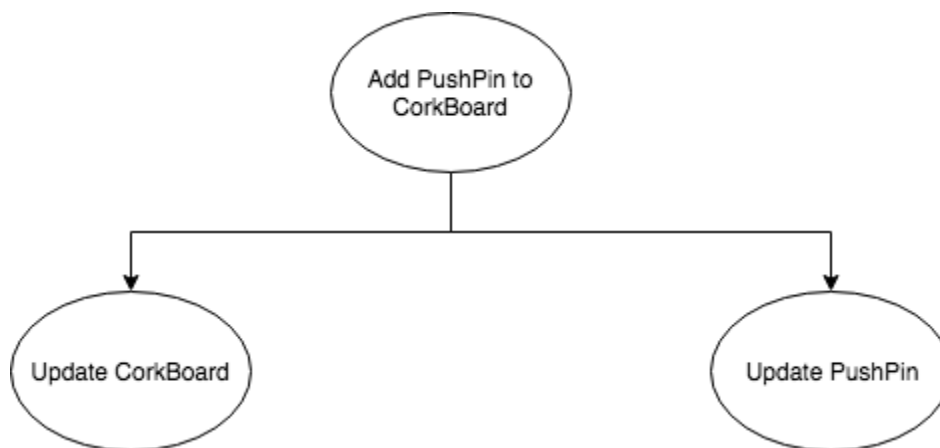 Add PushPin to
CorkBoard
Update CorkBoard
Update PushPin